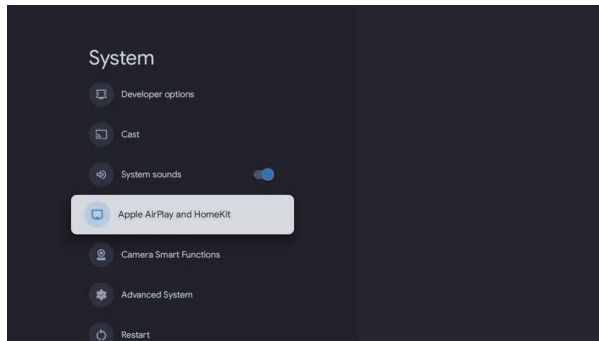 System
Developer options
Cast
System sounds
Apple AirPlay and HomeKit
Camera Smart Functions
Advanced System
Restart